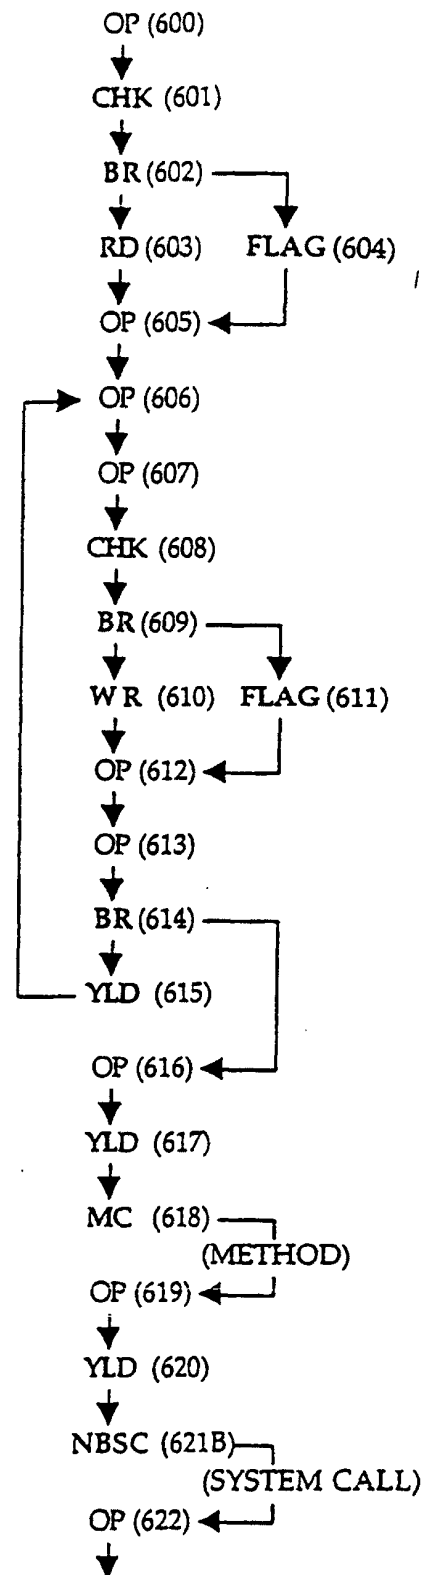 OP (600)
CHK (601)
BR (602)
RD (603) FLAG (604)
OP (605)
OP (606)
OP (607)
CHK (608)
BR (609)
WR (610) FLAG (611)
OP (612)
OP (613)
BR (614)
YLD (615)
OP (616)
YLD (617)
MC (618)
(METHOD)
OP (619)
YLD (620)
NBSC (621B)
(SYSTEM CALL)
OP (622)